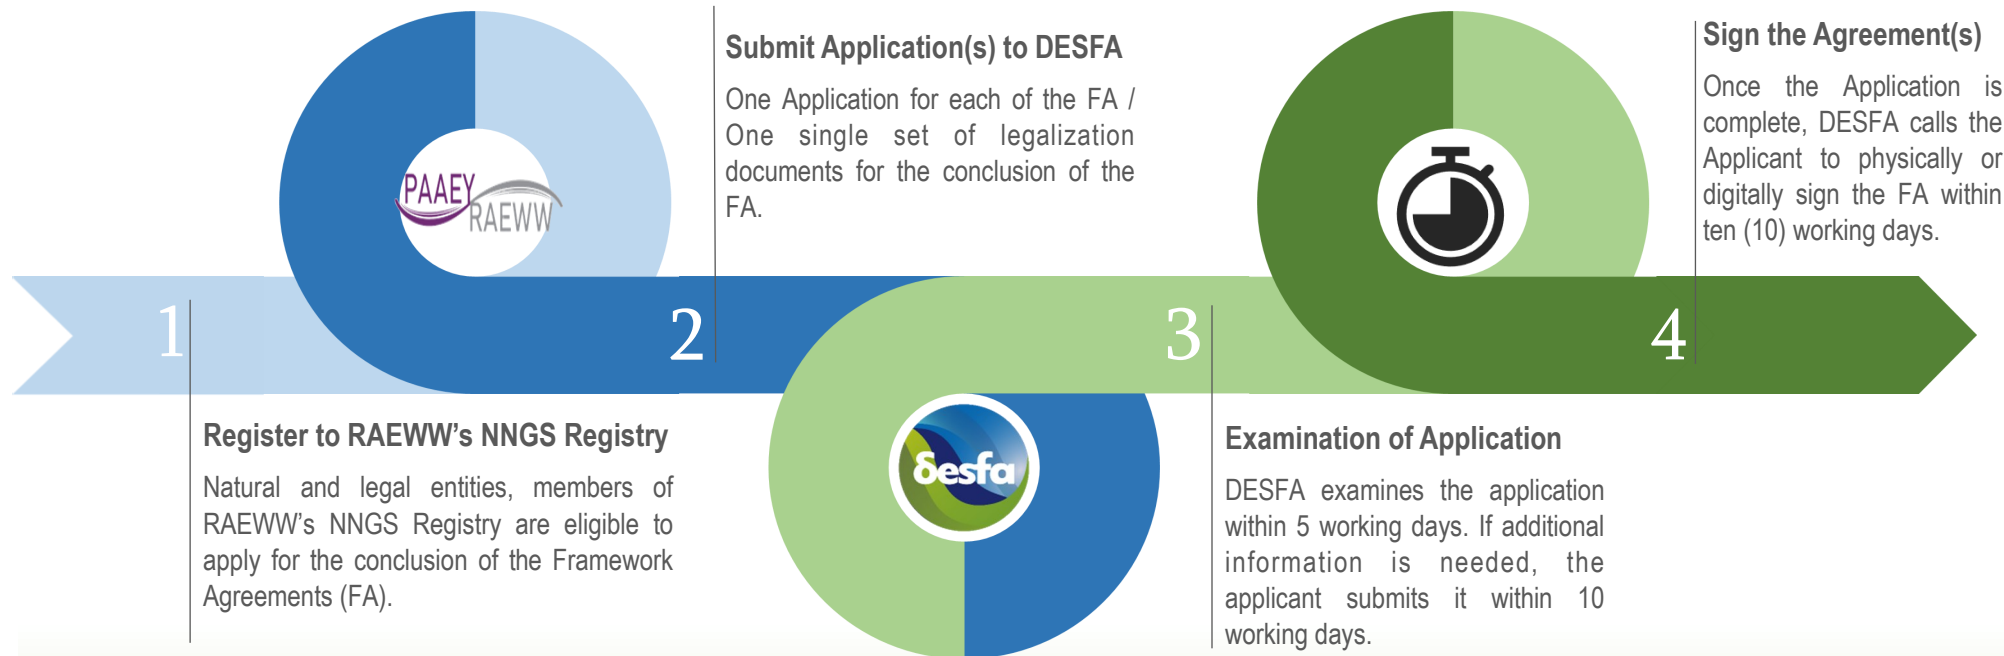 1
Register to RAEWW’s NNGS Registry
Natural and legal entities, members of
RAEWW’s NNGS Registry are eligible to
apply for the conclusion of the Framework
Agreements (FA).
PAAEY
RAEWW
2
Submit Application(s) to DESFA
One Application for each of the FA /
One single set of legalization
documents for the conclusion of the
FA.
δesfa
3
Examination of Application
DESFA examines the application
within 5 working days. If additional
information is needed, the
applicant submits it within 10
working days.
4
Sign the Agreement(s)
Once the Application is
complete, DESFA calls the
Applicant to physically or
digitally sign the FA within
ten (10) working days.